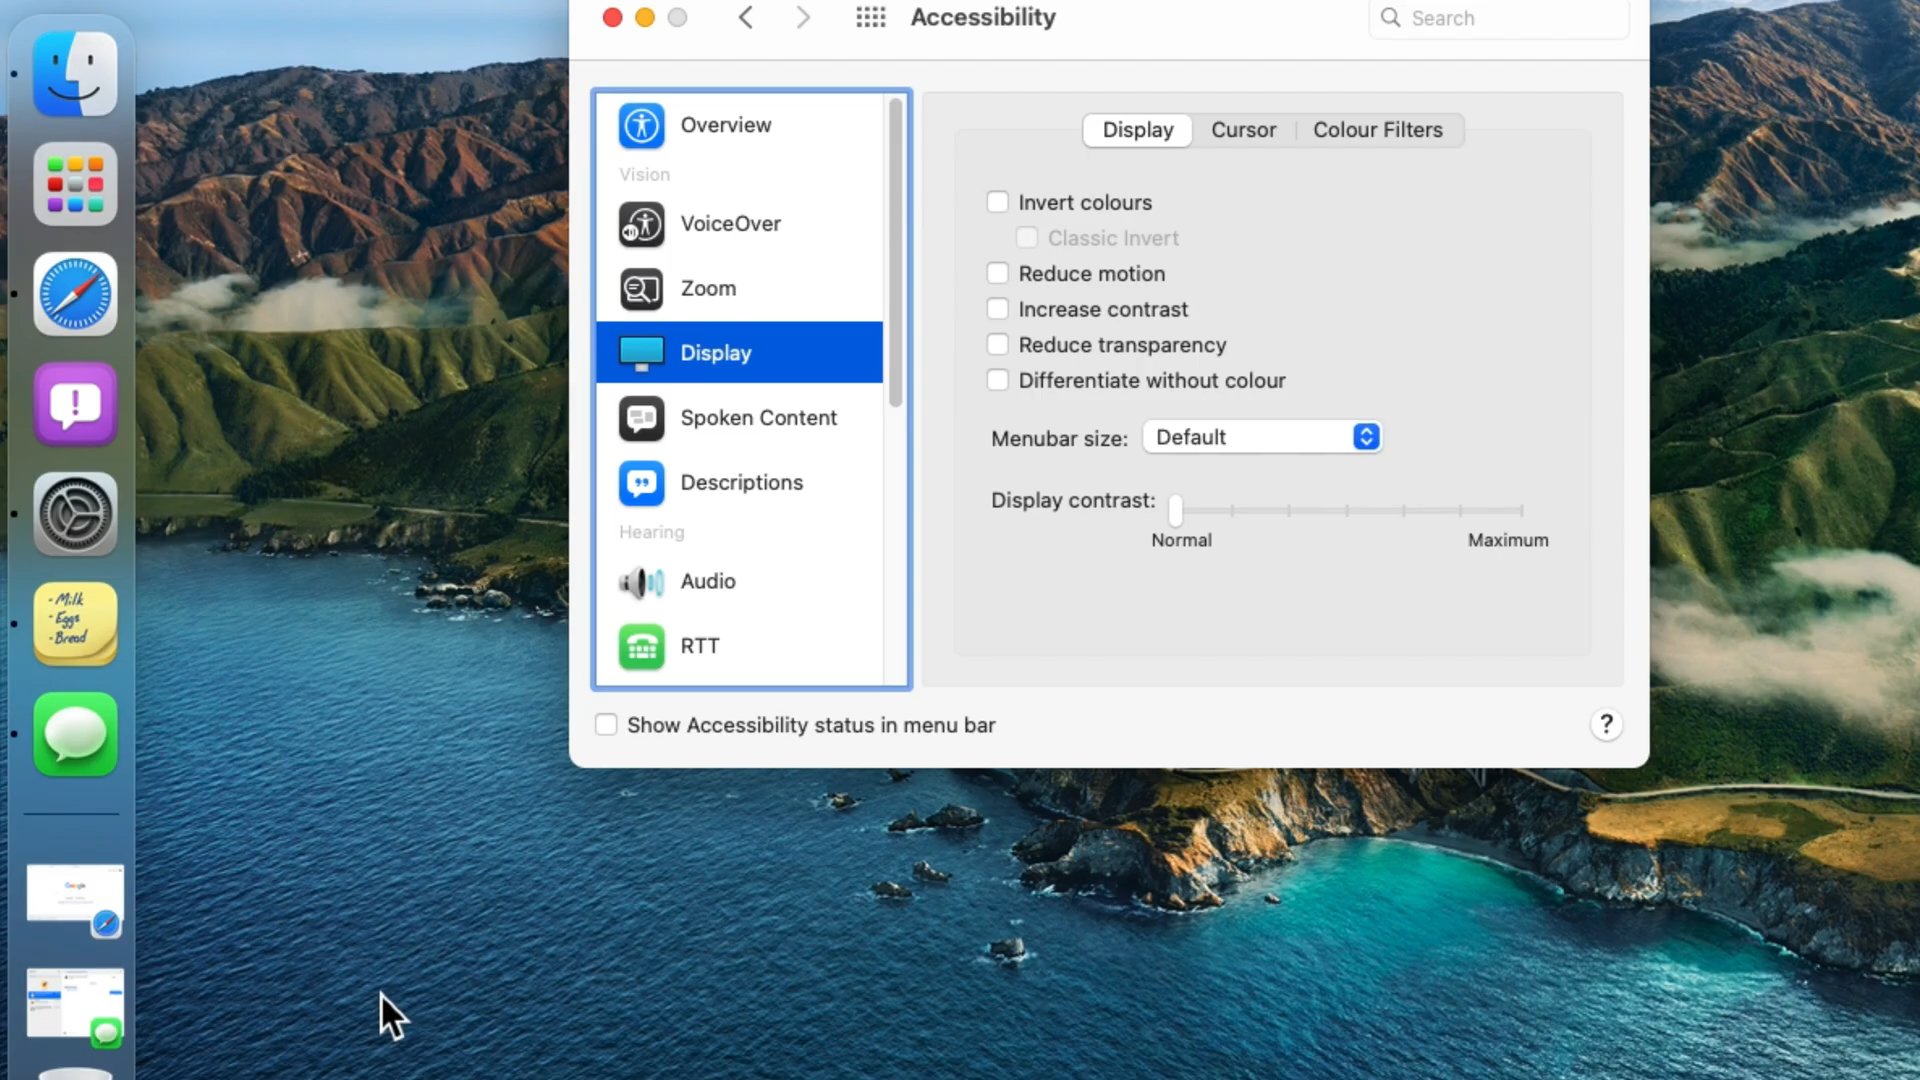 Accessibility
Search
Overview
Vision
VoiceOver
Zoom
Display
Spoken Content
Descriptions
Hearing
Audio
RTT
Display
Cursor
Colour Filters
Invert colours
Classic Invert
Reduce motion
Increase contrast
Reduce transparency
Differentiate without colour
Menubar size:
Default
Display contrast:
Normal
Maximum
Show Accessibility status in menu bar
?
- Milk
- Eggs
- Bread
Google